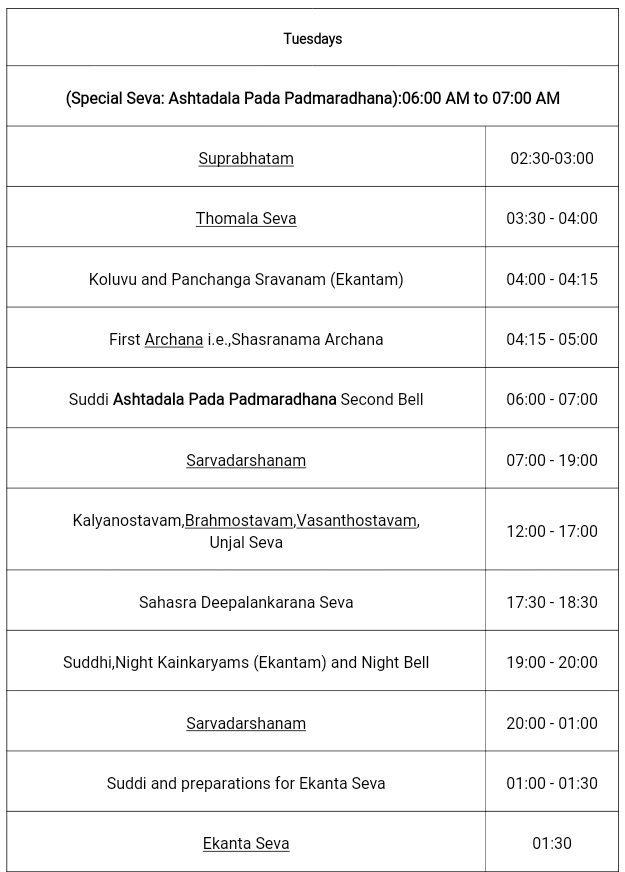 Tuesdays
(Special Seva: Ashtadala Pada Padmaradhana):06:00 AM to 07:00 AM
Suprabhatam 02:30-03:00
Thomala Seva 03:30 - 04:00
Koluvu and Panchanga Sravanam (Ekantam) 04:00 - 04:15
First Archana i.e.,Shasranama Archana 04:15 - 05:00
Suddi Ashtadala Pada Padmaradhana Second Bell 06:00 - 07:00
Sarvadarshanam 07:00 - 19:00
Kalyanostavam,Brahmostavam,Vasanthostavam,
Unjal Seva 12:00 - 17:00
Sahasra Deepalankarana Seva 17:30 - 18:30
Suddhi,Night Kainkaryams (Ekantam) and Night Bell 19:00 - 20:00
Sarvadarshanam 20:00 - 01:00
Suddi and preparations for Ekanta Seva 01:00 - 01:30
Ekanta Seva 01:30